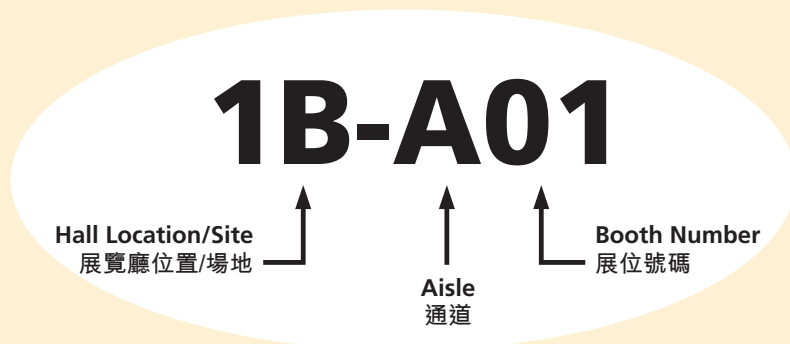 1B-A01
Hall Location/Site
展覽廳位置/場地
Aisle
通道
Booth Number
展位號碼